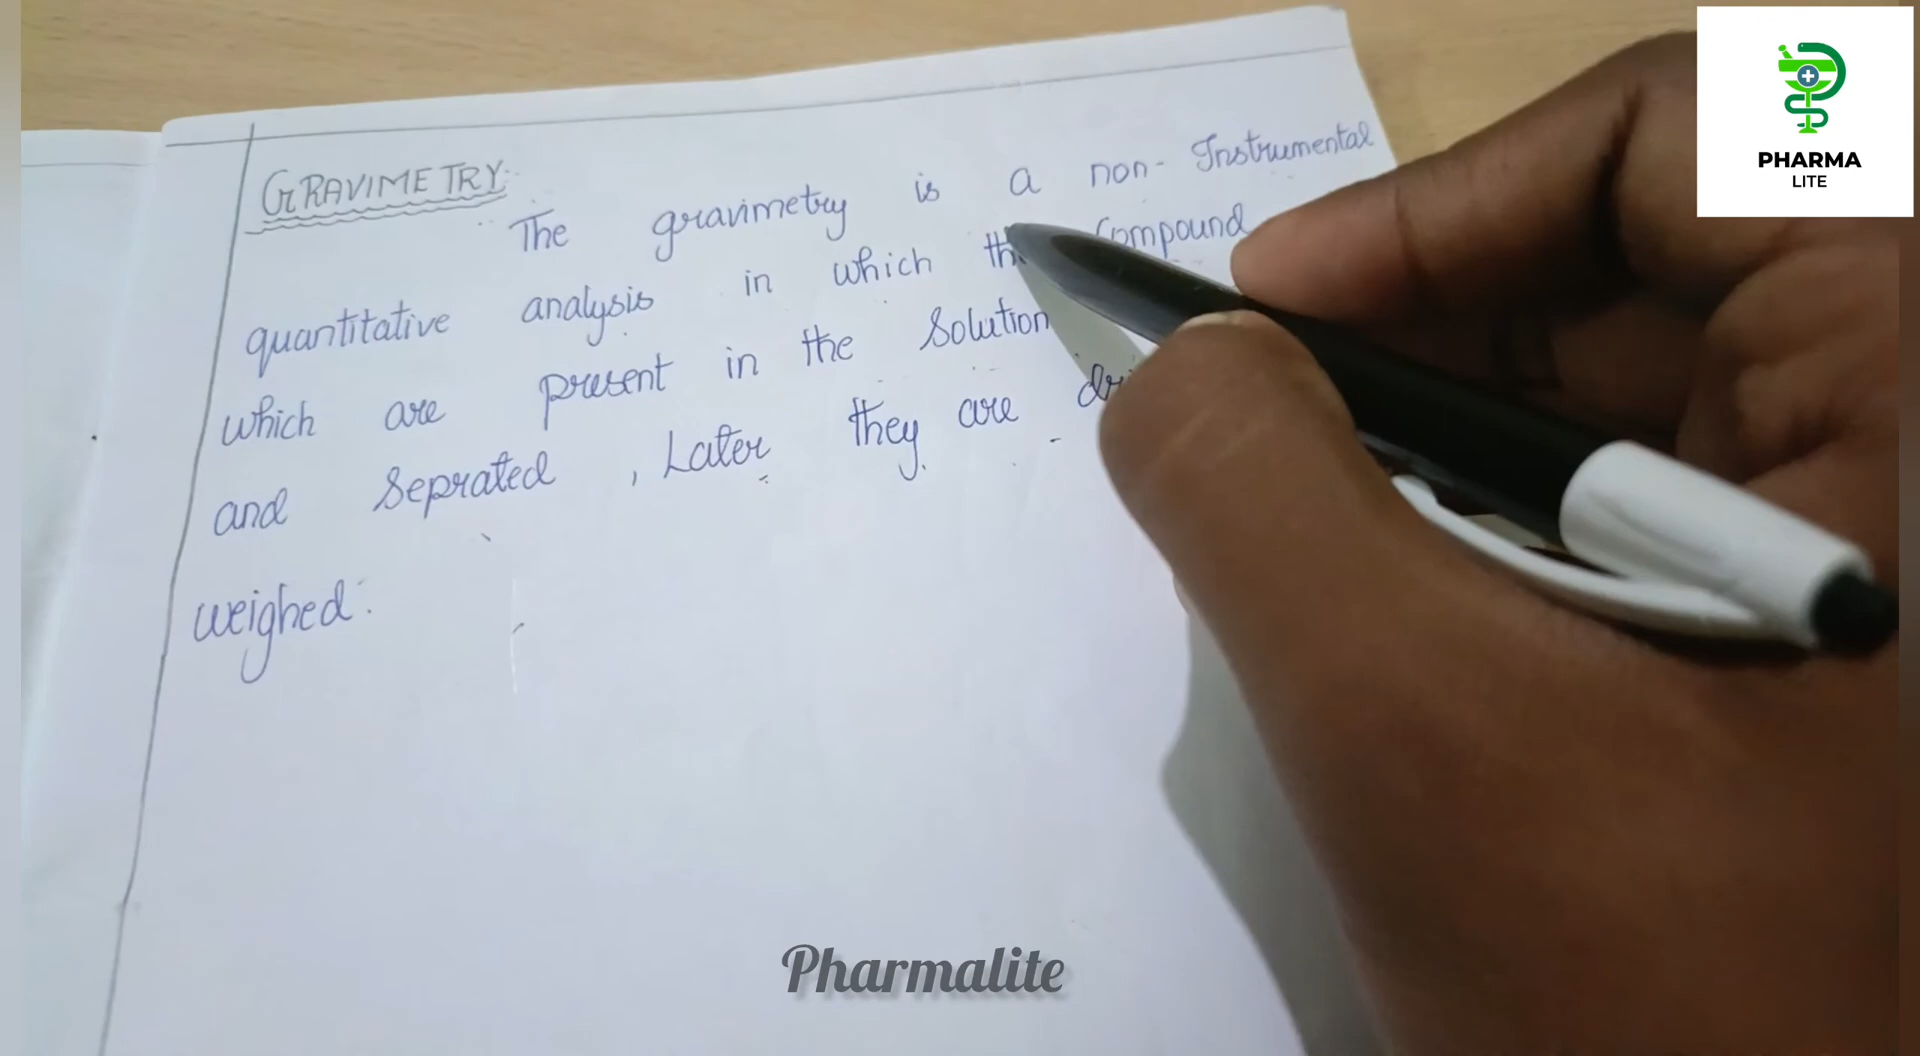 GRAVIMETRY:
The gravimetry is a non-Instrumental
quantitative analysis in which Compound
which are present in the Solution
and Seprated, Later they are
weighed.
PHARMA
LITE
Pharmalite